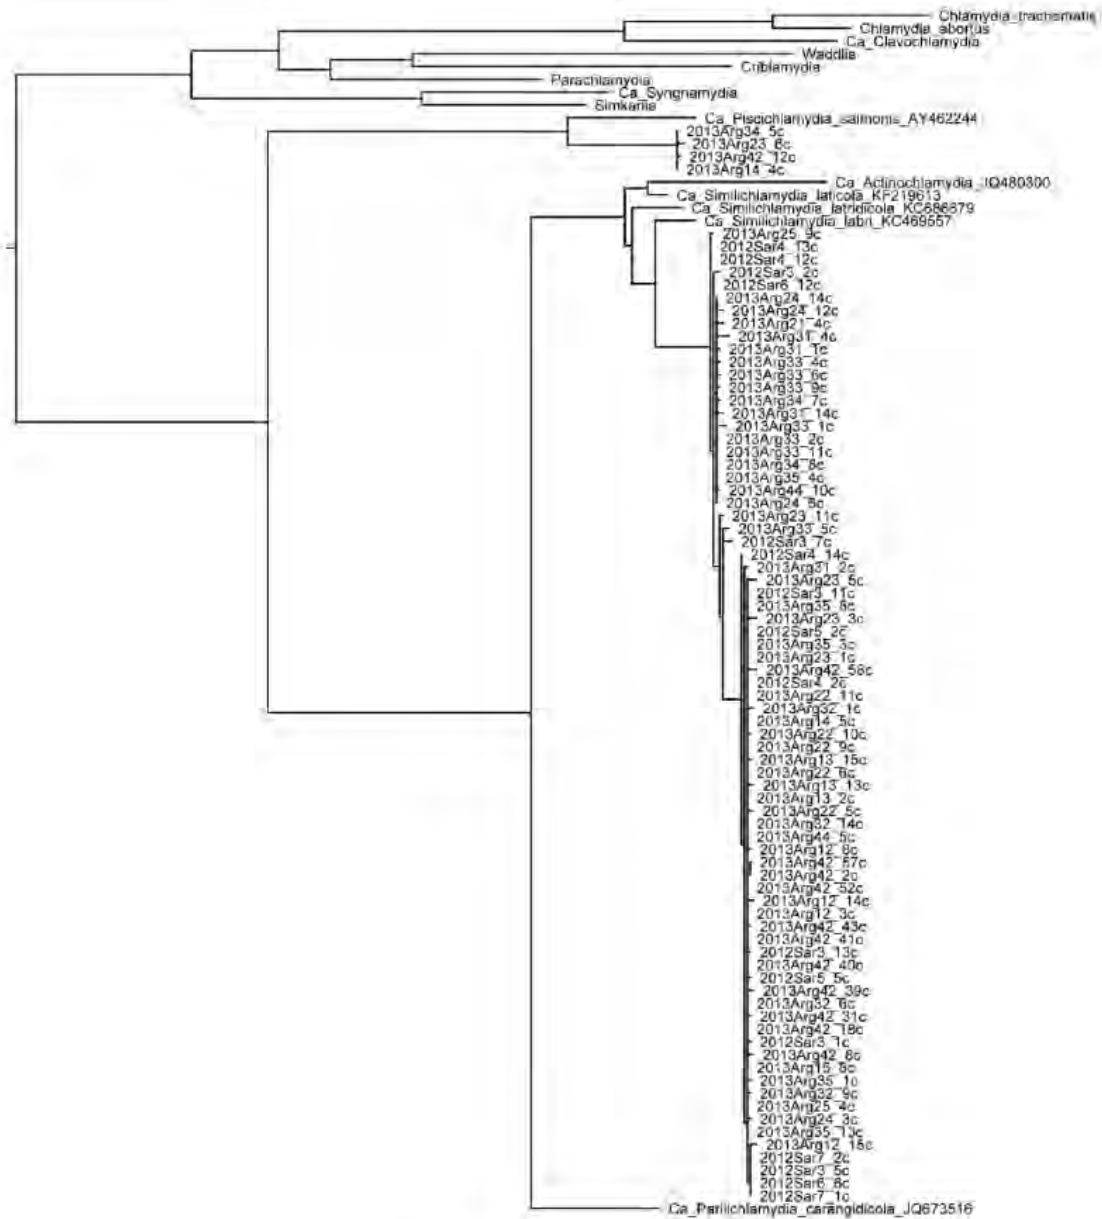 Chlamydia_trachomatis
Chlamydia_abortus
Ca_Clavochlamydia
Waddlia
Criblamydia
Parachlamydia
Ca_Syngnamydia
Simkania
Ca_Piscichlamydia_salmonis_AY462244
2013Arg34_5c
2013Arg23_6c
2013Arg42_12c
2013Arg14_4c
Ca_Actinochlamydia_JQ480300
Ca_Similichlamydia_laticola_KF219613
Ca_Similichlamydia_latridicola_KC686679
Ca_Similichlamydia_labri_KC469557
2013Arg25_9c
2012Sar4_13c
2012Sar4_12c
2012Sar3_2c
2012Sar6_12c
2013Arg24_14c
2013Arg24_12c
2013Arg21_4c
2013Arg31_4c
2013Arg31_1c
2013Arg33_4c
2013Arg33_6c
2013Arg33_9c
2013Arg34_7c
2013Arg31_14c
2013Arg33_1c
2013Arg33_2c
2013Arg33_11c
2013Arg34_8c
2013Arg35_4c
2013Arg44_10c
2013Arg24_6c
2013Arg23_11c
2013Arg33_5c
2012Sar3_7c
2012Sar4_14c
2013Arg31_2c
2013Arg23_5c
2012Sar3_11c
2013Arg35_8c
2013Arg23_3c
2012Sar5_2c
2013Arg35_3c
2013Arg23_1c
2013Arg42_56c
2012Sar4_2c
2013Arg22_11c
2013Arg32_1c
2013Arg14_5c
2013Arg22_10c
2013Arg22_9c
2013Arg13_15c
2013Arg22_6c
2013Arg13_13c
2013Arg13_2c
2013Arg22_5c
2013Arg32_14c
2013Arg44_5c
2013Arg12_6c
2013Arg42_57c
2013Arg42_2c
2013Arg42_52c
2013Arg12_14c
2013Arg12_3c
2013Arg42_43c
2013Arg42_41c
2012Sar3_13c
2013Arg42_40c
2012Sar5_5c
2013Arg42_39c
2013Arg32_6c
2013Arg42_31c
2013Arg42_18c
2012Sar3_1c
2013Arg42_8c
2013Arg15_8c
2013Arg35_1c
2013Arg32_9c
2013Arg25_4c
2013Arg24_3c
2013Arg35_13c
2013Arg12_15c
2012Sar7_2c
2012Sar3_5c
2012Sar6_6c
2012Sar7_1c
Ca_Parilichlamydia_carangidicola_JQ673516